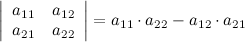 | a₁₁ a₁₂ |
| a₂₁ a₂₂ | = a₁₁ · a₂₂ − a₁₂ · a₂₁